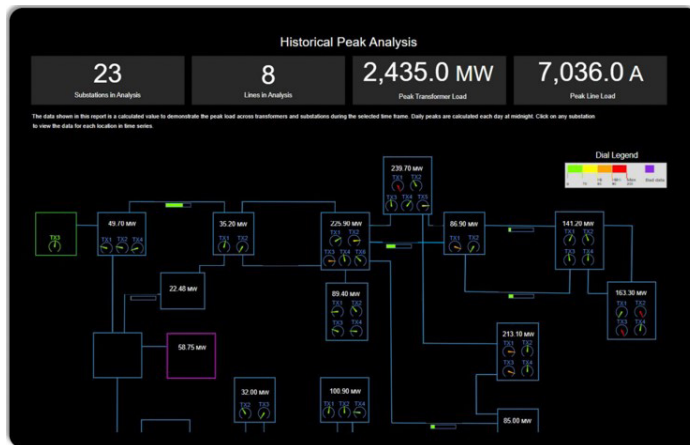 Historical Peak Analysis
23
Substations in Analysis
8
Lines in Analysis
2,435.0 MW
Peak Transformer Load
7,036.0 A
Peak Line Load
The data shown in this report is a calculated value to demonstrate the peak load across transformers and substations during the selected time frame. Daily peaks are calculated each day at midnight. Click on any substation
to view the data for each location in time series.
Dial Legend
239.70 MW
TX1 TX2
TX3 TX4 TX5
TX3
49.70 MW
TX1 TX2 TX4
35.20 MW
TX1 TX2
225.90 MW
TX1 TX2
TX3 TX4 TX5
86.90 MW
TX1 TX2
141.20 MW
TX1 TX2
TX3 TX4
22.48 MW
89.40 MW
TX1 TX2
TX3 TX4
163.30 MW
TX1 TX2
TX3 TX4
58.75 MW
213.10 MW
TX1 TX2
TX3 TX4
32.00 MW
TX2 TX3
100.90 MW
TX1 TX2 TX4
85.00 MW